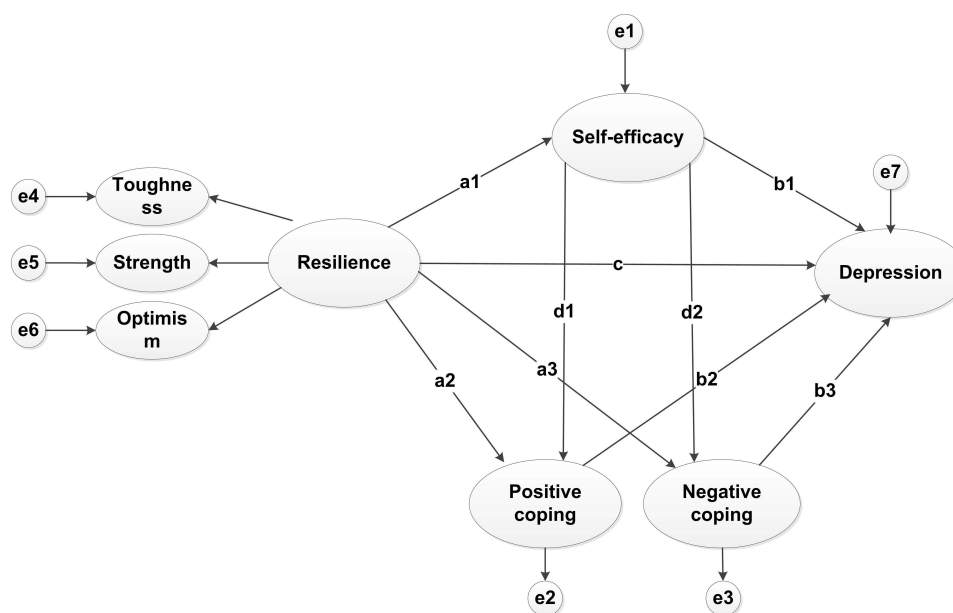 e1
Self-efficacy
a1
b1
e7
e4
Toughne
ss
e5
Strength
Resilience
c
Depression
e6
Optimis
m
d1
d2
a2
a3
b2
b3
Positive
coping
Negative
coping
e2
e3